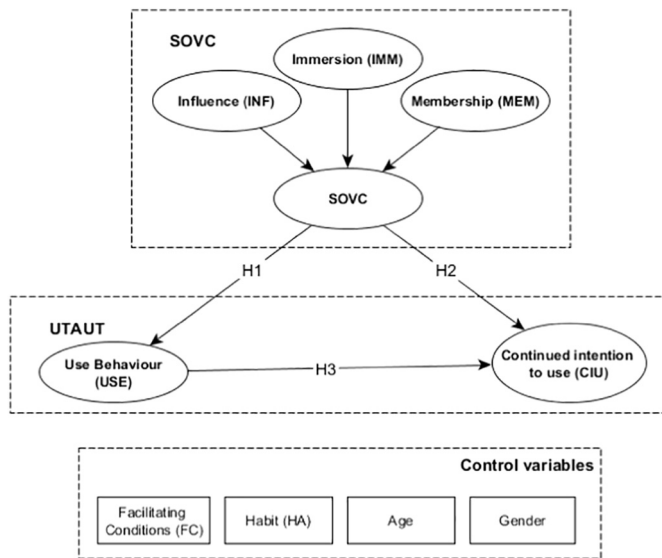 SOVC
Immersion (IMM)
Influence (INF)
Membership (MEM)
SOVC
H1
H2
UTAUT
Use Behaviour
(USE)
H3
Continued intention
to use (CIU)
Control variables
Facilitating
Conditions (FC)
Habit (HA)
Age
Gender